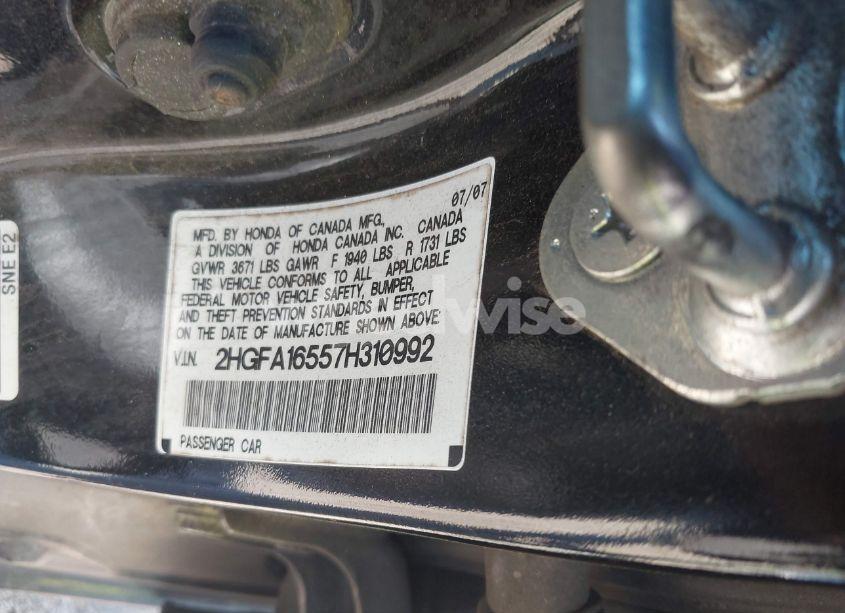 07/07
MFD. BY HONDA OF CANADA MFG.,
A DIVISION OF HONDA CANADA INC. CANADA
GVWR 3671 LBS GAWR F 1940 LBS R 1731 LBS
THIS VEHICLE CONFORMS TO ALL APPLICABLE
FEDERAL MOTOR VEHICLE SAFETY, BUMPER,
AND THEFT PREVENTION STANDARDS IN EFFECT
ON THE DATE OF MANUFACTURE SHOWN ABOVE.
V.I.N. 2HGFA16557H310992
PASSENGER CAR
SNE E2